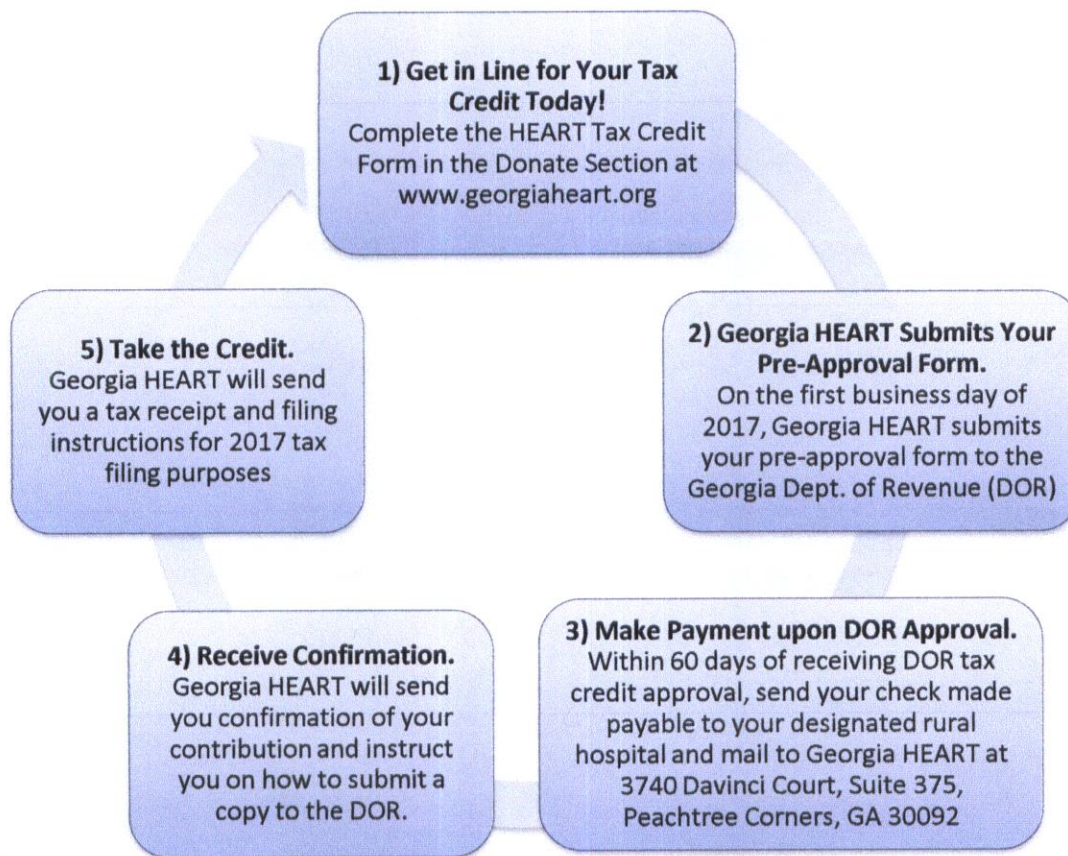 1) Get in Line for Your Tax
Credit Today!
Complete the HEART Tax Credit
Form in the Donate Section at
www.georgiaheart.org
2) Georgia HEART Submits Your
Pre-Approval Form.
On the first business day of
2017, Georgia HEART submits
your pre-approval form to the
Georgia Dept. of Revenue (DOR)
3) Make Payment upon DOR Approval.
Within 60 days of receiving DOR tax
credit approval, send your check made
payable to your designated rural
hospital and mail to Georgia HEART at
3740 Davinci Court, Suite 375,
Peachtree Corners, GA 30092
4) Receive Confirmation.
Georgia HEART will send
you confirmation of your
contribution and instruct
you on how to submit a
copy to the DOR.
5) Take the Credit.
Georgia HEART will send
you a tax receipt and filing
instructions for 2017 tax
filing purposes